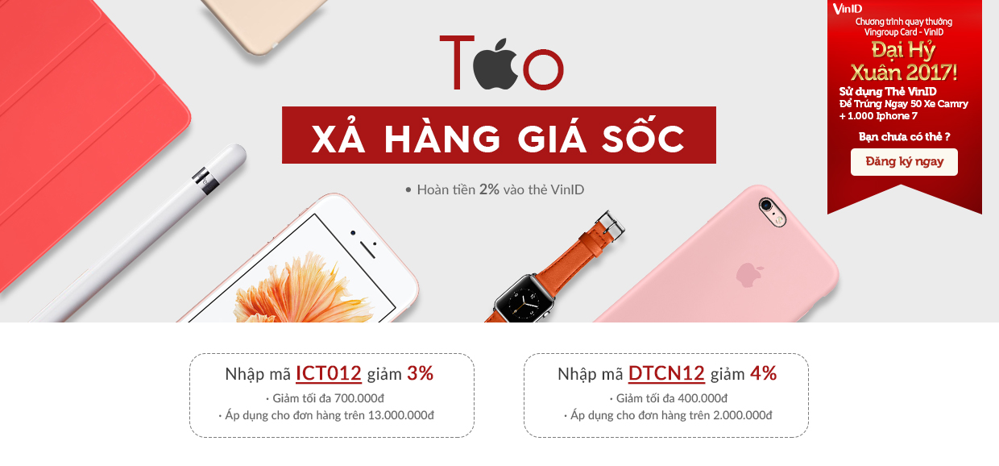 Táo
XẢ HÀNG GIÁ SỐC
• Hoàn tiền 2% vào thẻ VinID
VinID
Chương trình quay thưởng
Vingroup Card - VinID
Đại Hỷ
Xuân 2017!
Sử dụng Thẻ VinID
Để Trúng Ngay 50 Xe Camry
+ 1.000 Iphone 7
Bạn chưa có thẻ ?
Đăng ký ngay
Nhập mã ICT012 giảm 3%
· Giảm tối đa 700.000đ
· Áp dụng cho đơn hàng trên 13.000.000đ
Nhập mã DTCN12 giảm 4%
· Giảm tối đa 400.000đ
· Áp dụng cho đơn hàng trên 2.000.000đ